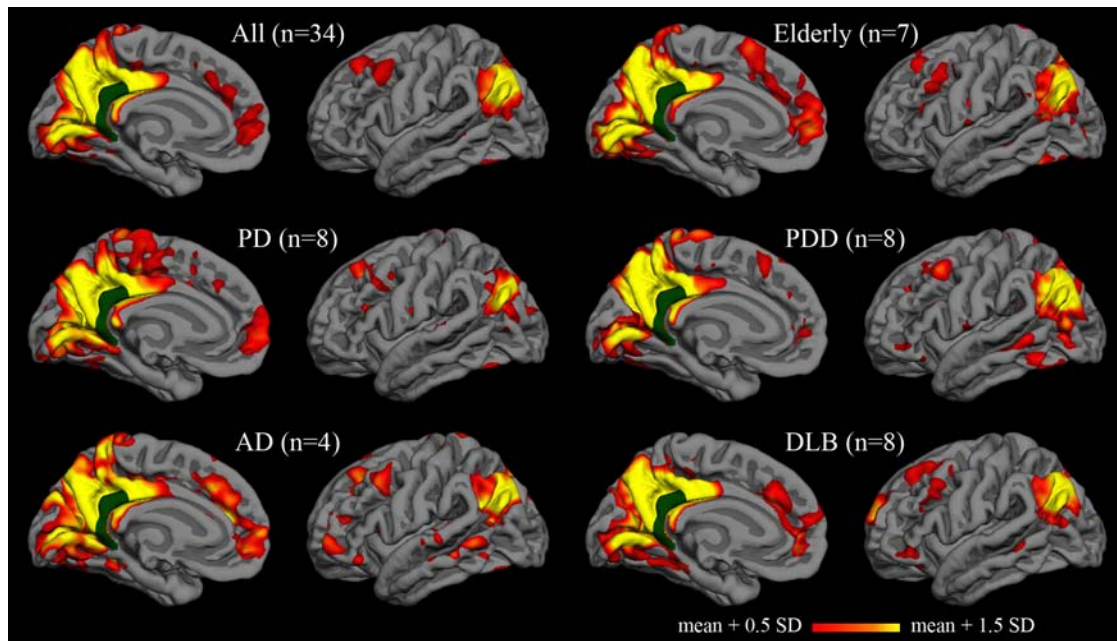 All (n=34)
Elderly (n=7)
PD (n=8)
PDD (n=8)
AD (n=4)
DLB (n=8)
mean + 0.5 SD
mean + 1.5 SD